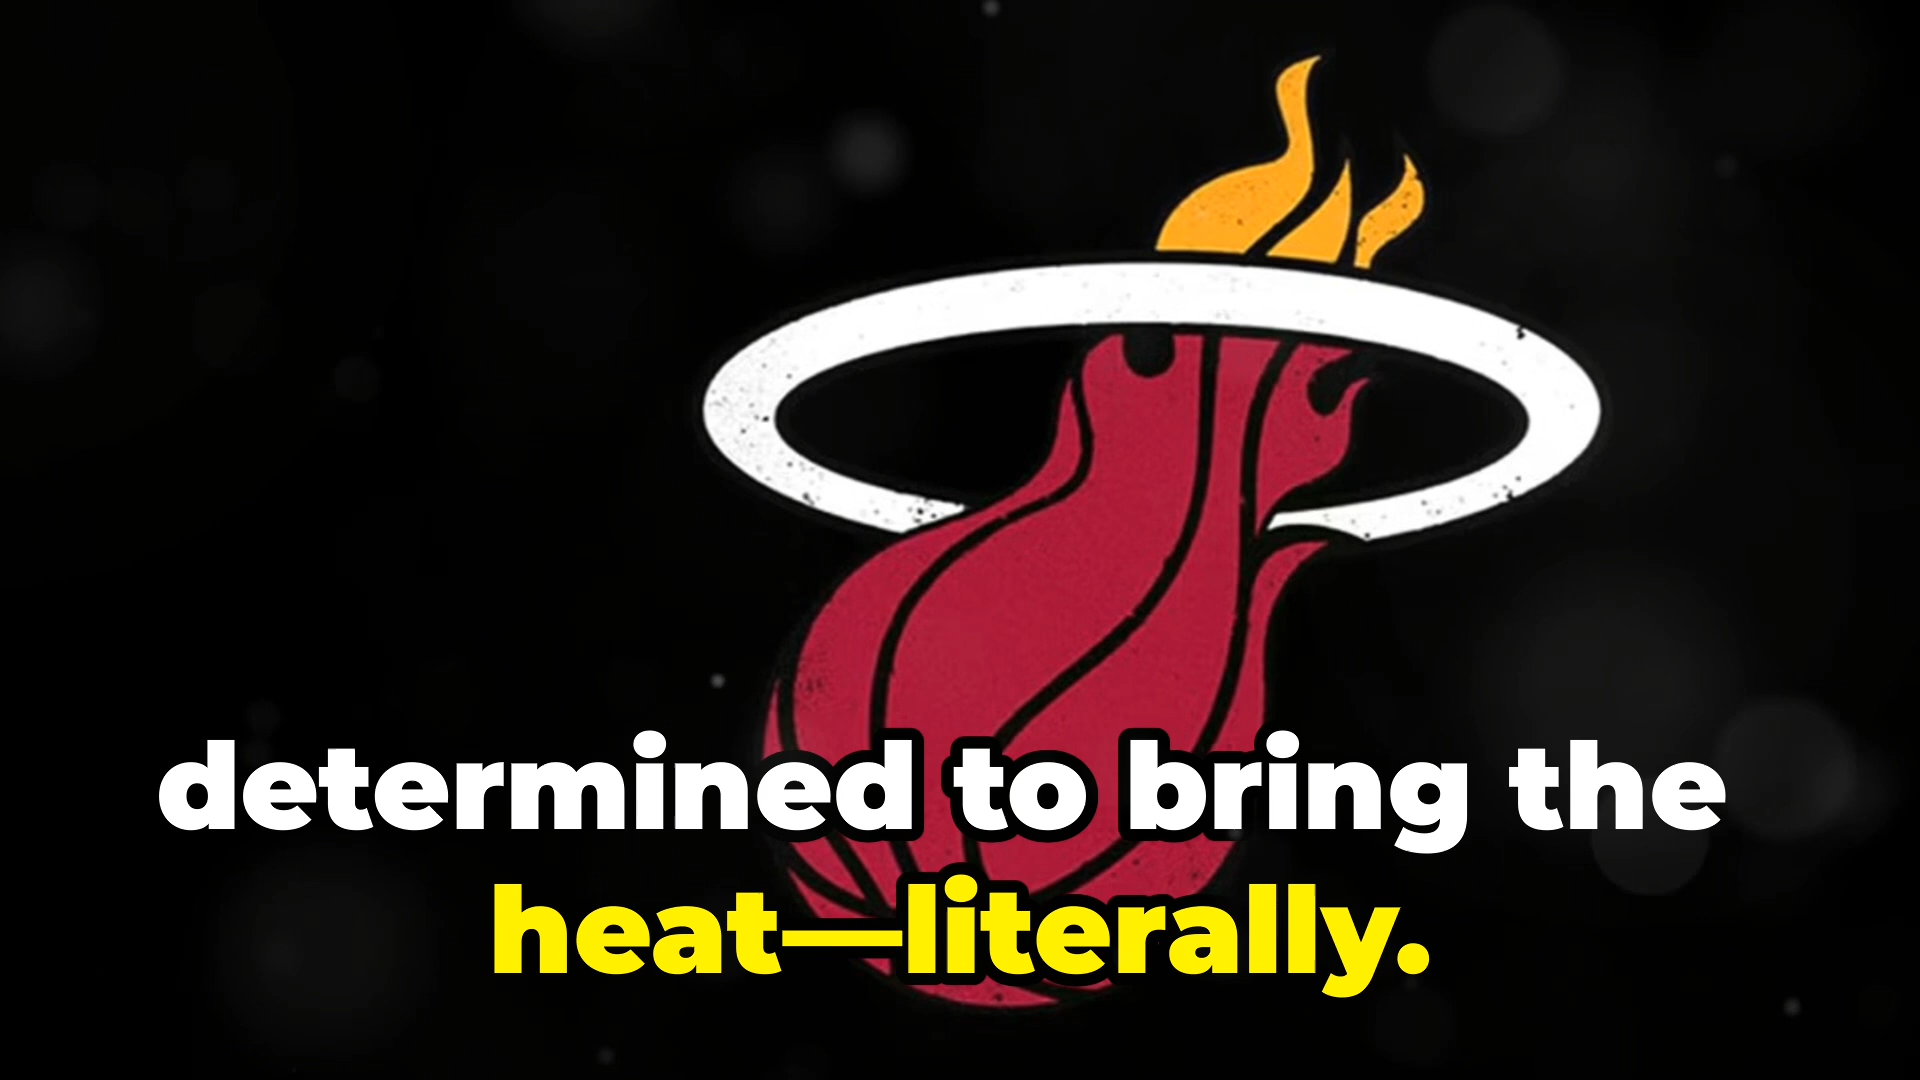 determined to bring the
heat—literally.